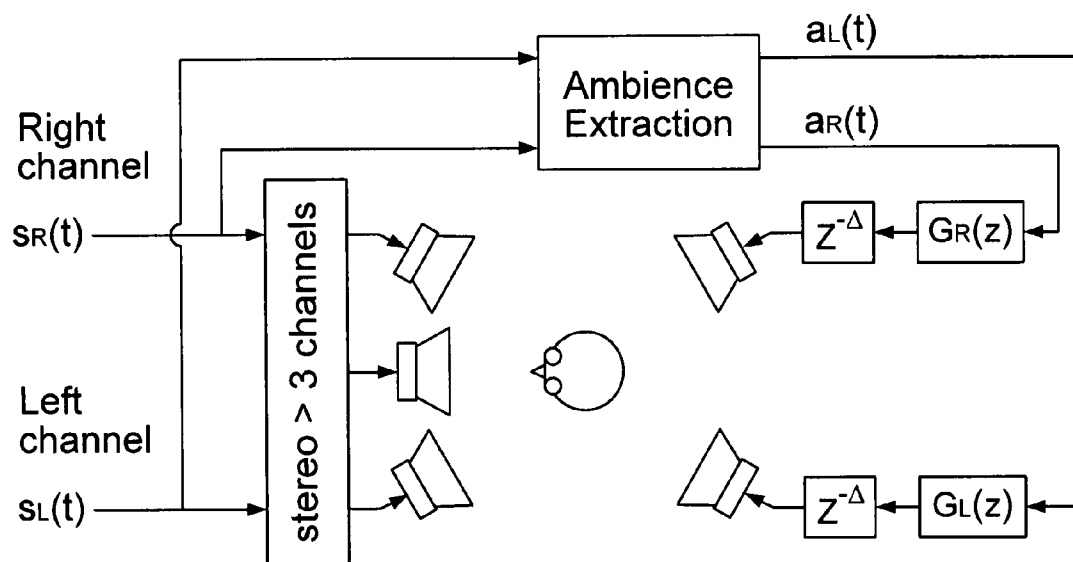 aL(t)
Ambience
Extraction
aR(t)
Right
channel
sR(t)
stereo > 3 channels
Z^-Δ
GR(z)
Left
channel
sL(t)
Z^-Δ
GL(z)